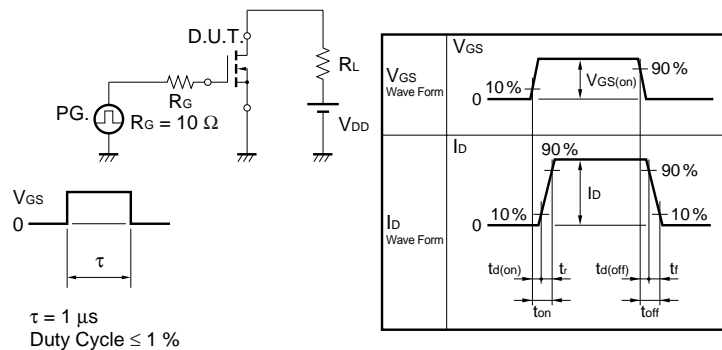 D.U.T.
RL
RG
PG.
RG = 10 Ω
VDD
VGS
0
τ
τ = 1 μs
Duty Cycle ≤ 1 %
VGS
Wave Form
VGS
10 %
VGS(on)
90 %
0
ID
Wave Form
ID
90 %
90 %
ID
10 %
10 %
0
td(on)
tr
td(off)
tf
ton
toff